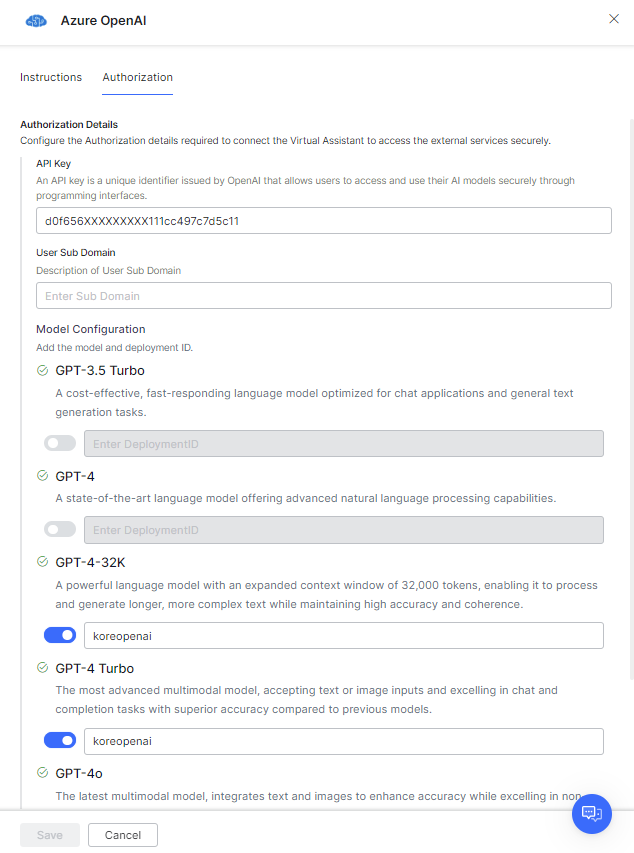 Azure OpenAI
Instructions
Authorization
Authorization Details
Configure the Authorization details required to connect the Virtual Assistant to access the external services securely.
API Key
An API key is a unique identifier issued by OpenAI that allows users to access and use their AI models securely through
programming interfaces.
d0f656XXXXXXXXX111cc497c7d5c11
User Sub Domain
Description of User Sub Domain
Enter Sub Domain
Model Configuration
Add the model and deployment ID.
GPT-3.5 Turbo
A cost-effective, fast-responding language model optimized for chat applications and general text
generation tasks.
Enter DeploymentID
GPT-4
A state-of-the-art language model offering advanced natural language processing capabilities.
Enter DeploymentID
GPT-4-32K
A powerful language model with an expanded context window of 32,000 tokens, enabling it to process
and generate longer, more complex text while maintaining high accuracy and coherence.
koreopenai
GPT-4 Turbo
The most advanced multimodal model, accepting text or image inputs and excelling in chat and
completion tasks with superior accuracy compared to previous models.
koreopenai
GPT-4o
The latest multimodal model, integrates text and images to enhance accuracy while excelling in non-
Save
Cancel